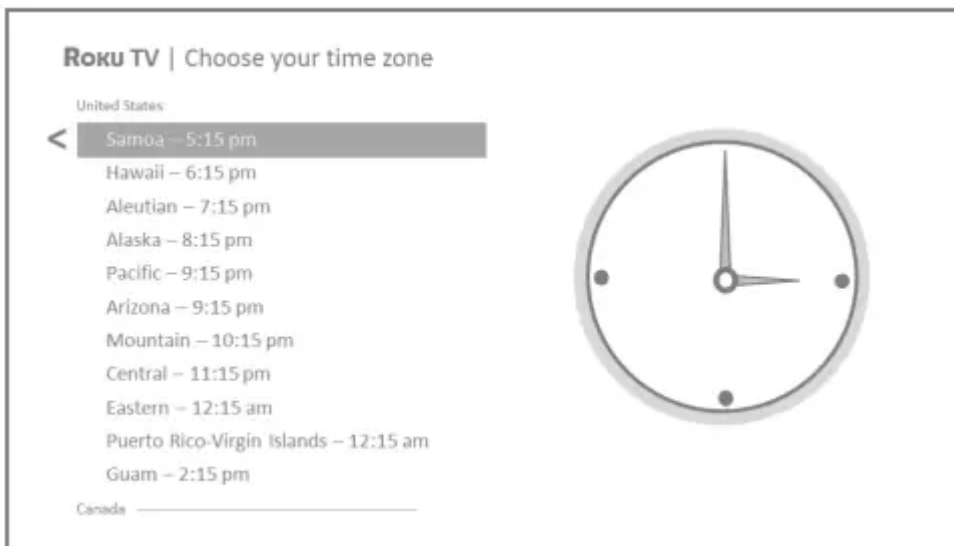 Roku TV | Choose your time zone
United States
<
Samoa – 5:15 pm
Hawaii – 6:15 pm
Aleutian – 7:15 pm
Alaska – 8:15 pm
Pacific – 9:15 pm
Arizona – 9:15 pm
Mountain – 10:15 pm
Central – 11:15 pm
Eastern – 12:15 am
Puerto Rico-Virgin Islands – 12:15 am
Guam – 2:15 pm
Canada